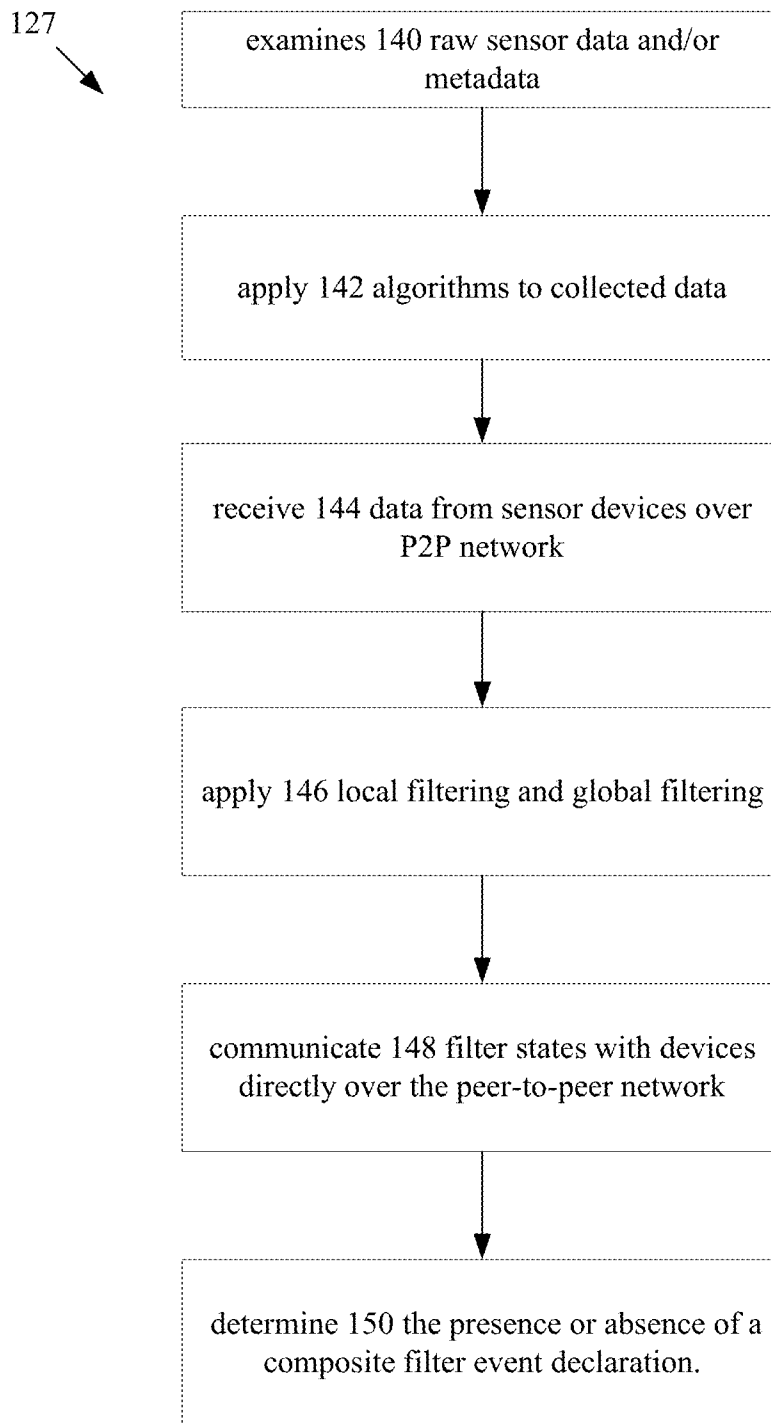 127
examines 140 raw sensor data and/or
metadata
apply 142 algorithms to collected data
receive 144 data from sensor devices over
P2P network
apply 146 local filtering and global filtering
communicate 148 filter states with devices
directly over the peer-to-peer network
determine 150 the presence or absence of a
composite filter event declaration.